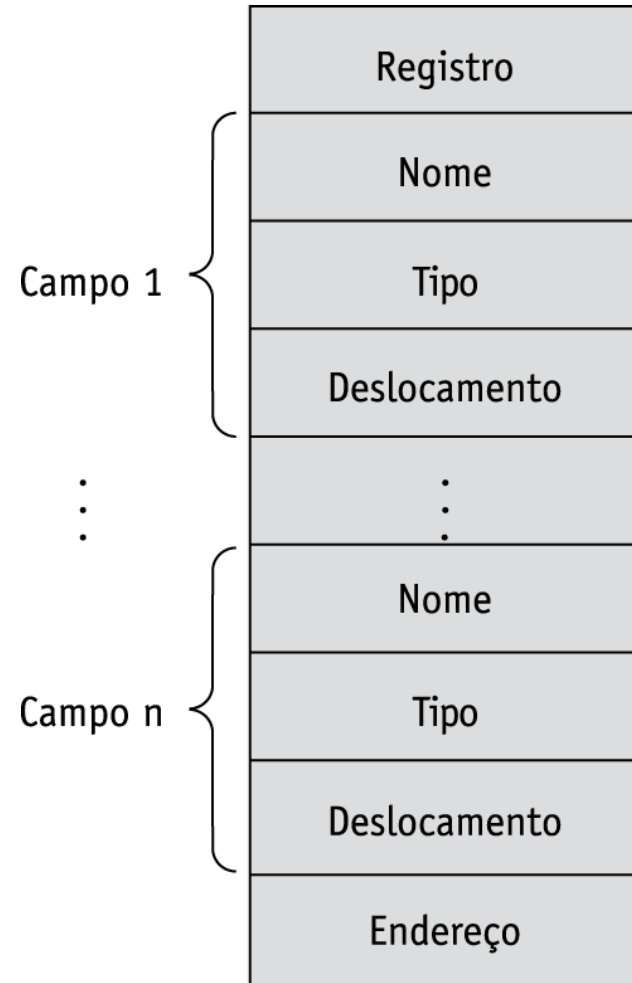 Registro
Campo 1
Nome
Tipo
Deslocamento
Campo n
Nome
Tipo
Deslocamento
Endereço